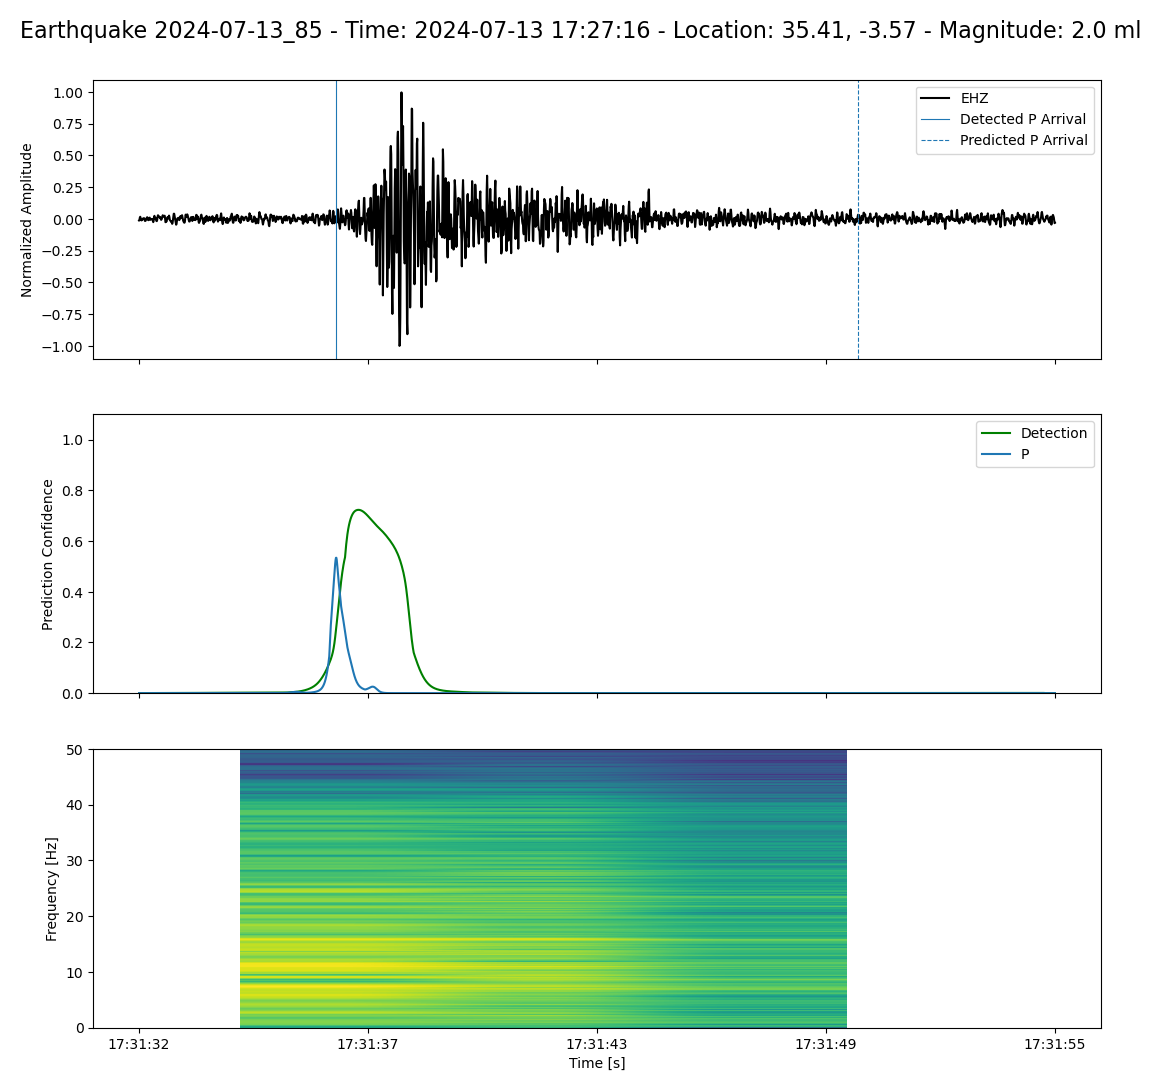 Earthquake 2024-07-13_85 - Time: 2024-07-13 17:27:16 - Location: 35.41, -3.57 - Magnitude: 2.0 ml
1.00
0.75
0.50
0.25
0.00
−0.25
−0.50
−0.75
−1.00
Normalized Amplitude
EHZ
Detected P Arrival
Predicted P Arrival
1.0
0.8
0.6
0.4
0.2
0.0
Prediction Confidence
Detection
P
50
40
30
20
10
0
Frequency [Hz]
17:31:32
17:31:37
17:31:43
17:31:49
17:31:55
Time [s]